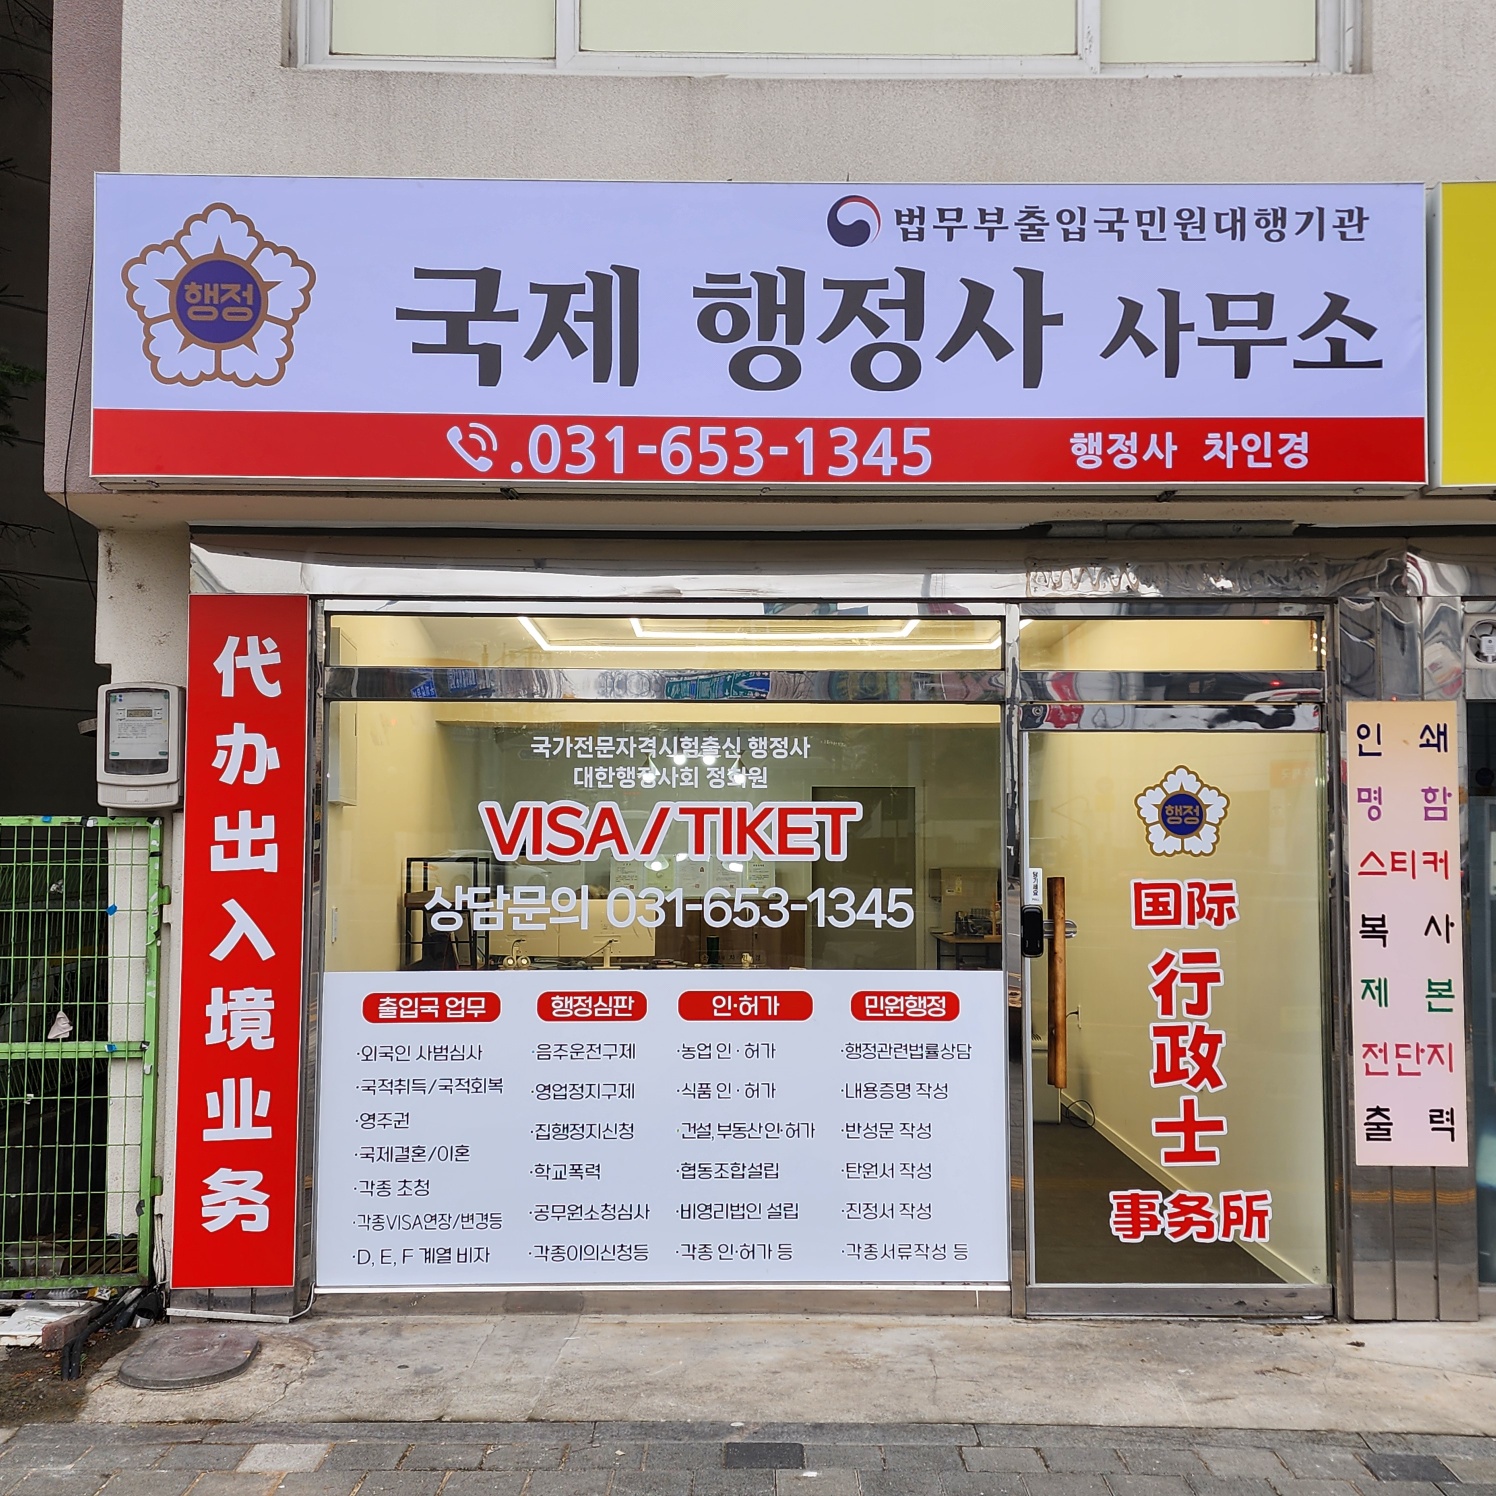 행정
법무부출입국민원대행기관
국제 행정사 사무소
.031-653-1345 행정사 차인경
代办出入境业务
국가전문자격시험출신 행정사
대한행정사회 정회원
VISA/TIKET
상담문의 031-653-1345
출입국 업무
·외국인 사범심사
·국적취득/국적회복
·영주권
·국제결혼/이혼
·각종 초청
·각종VISA연장/변경등
·D, E, F 계열 비자
행정심판
·음주운전구제
·영업정지구제
·집행정지신청
·학교폭력
·공무원소청심사
·각종이의신청등
인·허가
·농업 인·허가
·식품 인·허가
·건설,부동산인·허가
·협동조합설립
·비영리법인 설립
·각종 인·허가 등
민원행정
·행정관련법률상담
·내용증명 작성
·반성문 작성
·탄원서 작성
·진정서 작성
·각종서류작성 등
행정
国际
行政士
事务所
인쇄
명함
스티커
복사
제본
전단지
출력